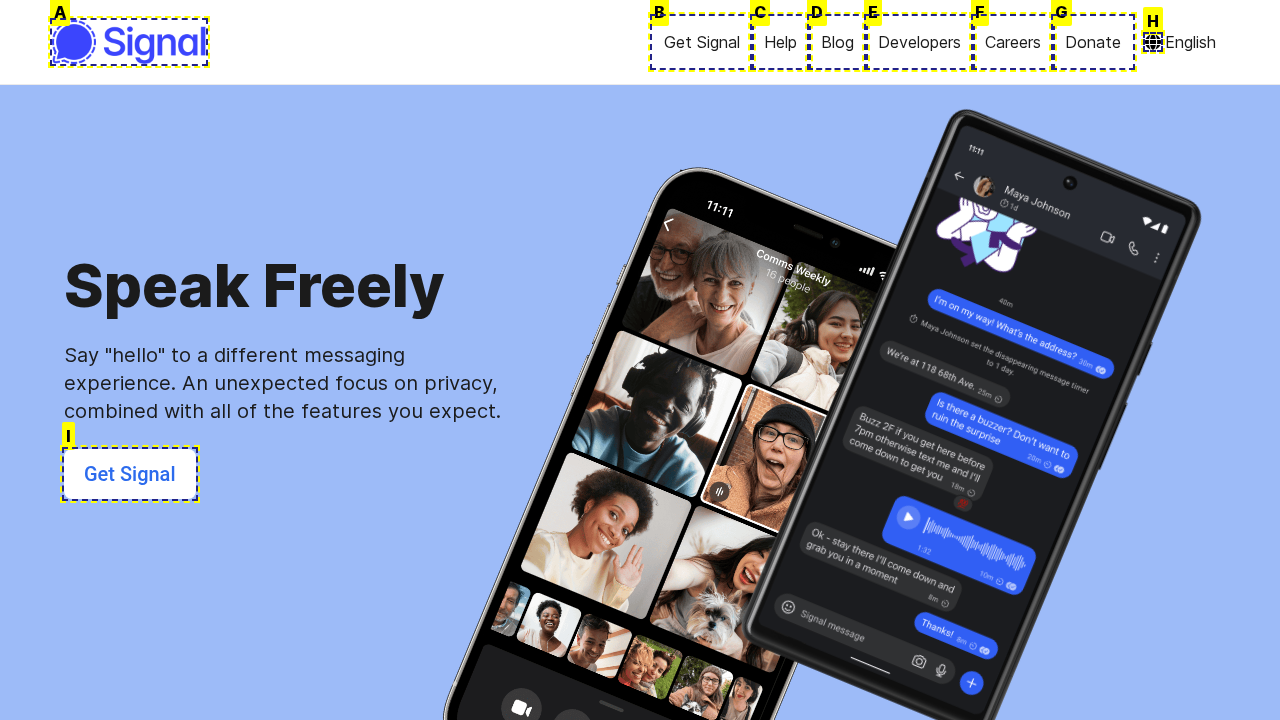 A
B
C
D
E
F
G
H
Signal
Get Signal
Help
Blog
Developers
Careers
Donate
English
Speak Freely
Say "hello" to a different messaging
experience. An unexpected focus on privacy,
combined with all of the features you expect.
I
Get Signal
11:11
Comms Weekly
16 people
11:11
Maya Johnson
1d
40m
I'm on my way! What's the address? 30m
Maya Johnson set the disappearing message timer
to 1 day.
We're at 118 68th Ave. 25m
Is there a buzzer? Don't want to
ruin the surprise
20m
Buzz 2F if you get here before
7pm otherwise text me and I'll
come down to get you
18m
1:32
10m
Ok - stay there I'll come down and
grab you in a moment
8m
Thanks! 8m
Signal message